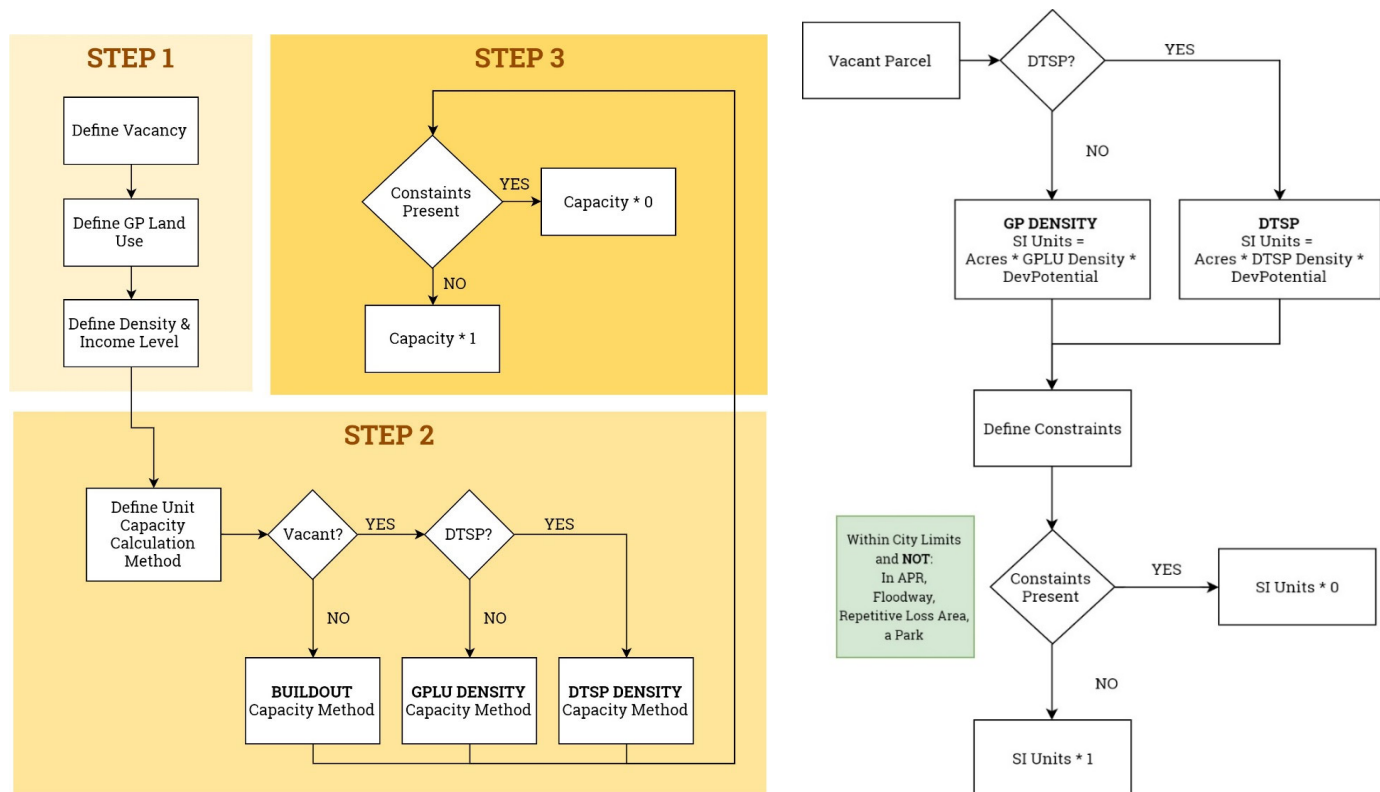 STEP 1
Define Vacancy
Define GP Land
Use
Define Density &
Income Level
STEP 3
Constaints
Present
YES
Capacity * 0
NO
Capacity * 1
STEP 2
Define Unit
Capacity
Calculation
Method
Vacant?
YES
DTSP?
YES
NO
NO
BUILDOUT
Capacity Method
GPLU DENSITY
Capacity Method
DTSP DENSITY
Capacity Method
Vacant Parcel
DTSP?
YES
NO
GP DENSITY
SI Units =
Acres * GPLU Density *
DevPotential
DTSP
SI Units =
Acres * DTSP Density *
DevPotential
Define Constraints
Within City Limits
and NOT:
In APR,
Floodway,
Repetitive Loss Area,
a Park
Constraints
Present
YES
SI Units * 0
NO
SI Units * 1